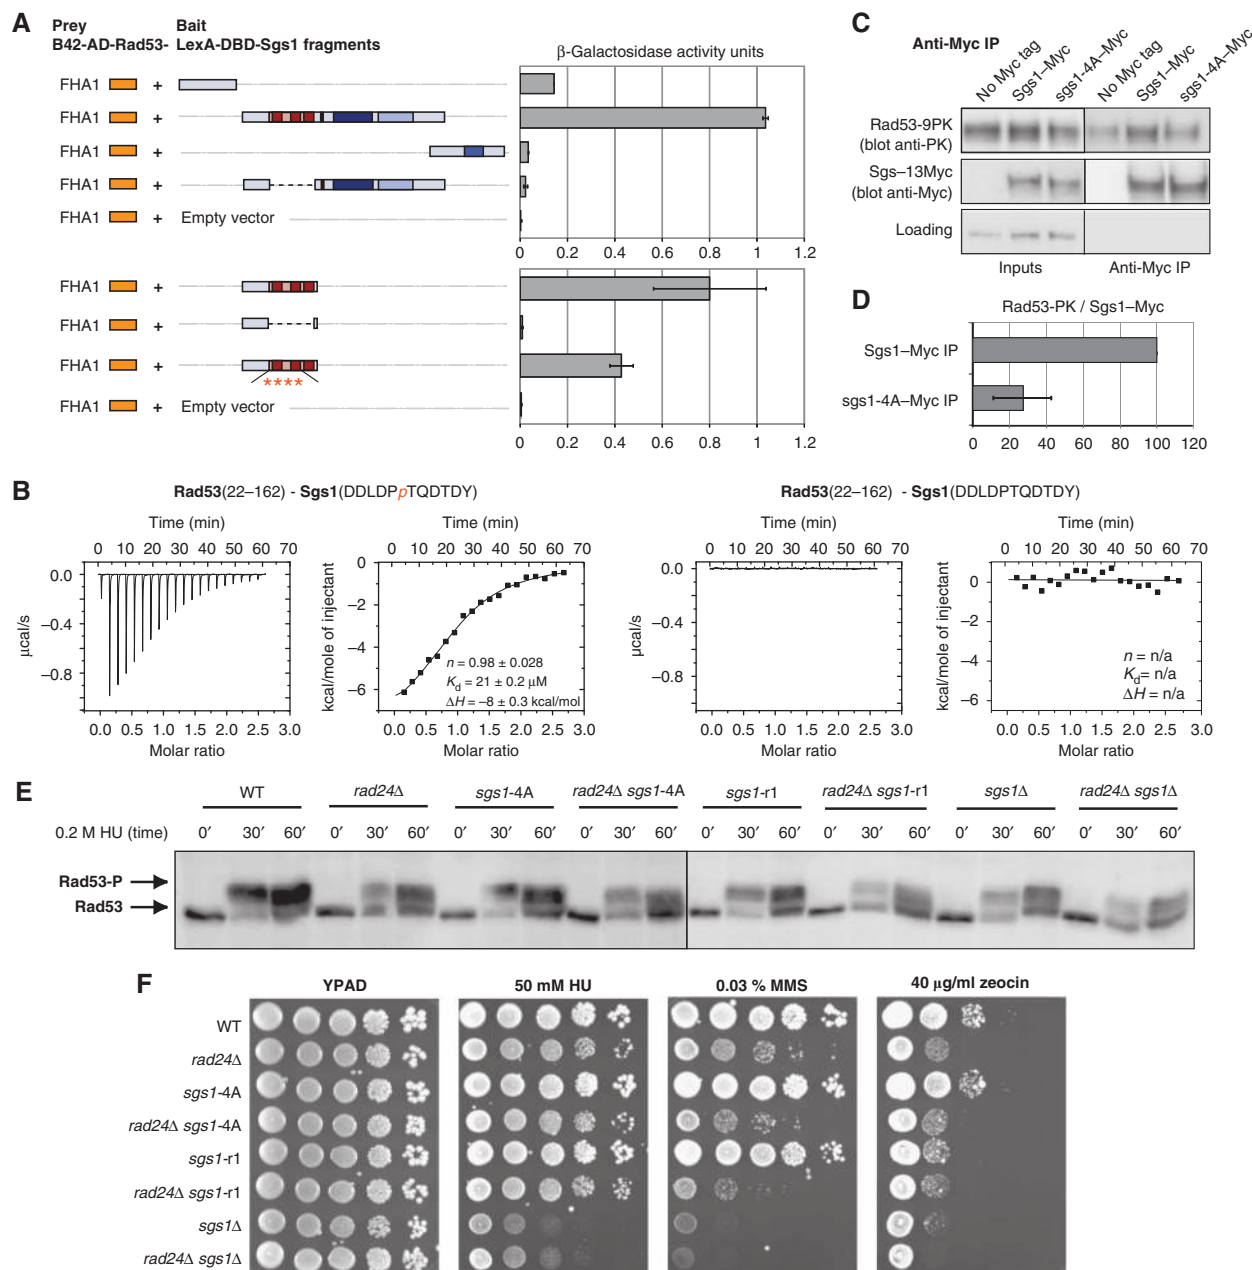 A
Prey
B42-AD-Rad53-
Bait
LexA-DBD-Sgs1 fragments
β-Galactosidase activity units
FHA1 +
FHA1 +
FHA1 +
FHA1 +
FHA1 + Empty vector
0 0.2 0.4 0.6 0.8 1 1.2
FHA1 +
FHA1 +
FHA1 +
****
FHA1 + Empty vector
0 0.2 0.4 0.6 0.8 1 1.2
C
Anti-Myc IP
No Myc tag
Sgs1–Myc
sgs1-4A–Myc
No Myc tag
Sgs1–Myc
sgs1-4A–Myc
Rad53-9PK
(blot anti-PK)
Sgs–13Myc
(blot anti-Myc)
Loading
Inputs
Anti-Myc IP
D
Rad53-PK / Sgs1–Myc
Sgs1–Myc IP
sgs1-4A–Myc IP
0 20 40 60 80 100 120
B
Rad53(22–162) - Sgs1(DDLDPpTQDTDY)
Time (min)
0 10 20 30 40 50 60 70
0.0
–0.4
–0.8
μcal/s
0.0 0.5 1.0 1.5 2.0 2.5 3.0
Molar ratio
Time (min)
0 10 20 30 40 50 60 70
0
–2
–4
–6
kcal/mole of injectant
n = 0.98 ± 0.028
Kd = 21 ± 0.2 μM
ΔH = –8 ± 0.3 kcal/mol
0.0 0.5 1.0 1.5 2.0 2.5 3.0
Molar ratio
Rad53(22–162) - Sgs1(DDLDPTQDTDY)
Time (min)
0 10 20 30 40 50 60 70
0.0
–0.4
–0.8
μcal/s
0.0 0.5 1.0 1.5 2.0 2.5 3.0
Molar ratio
Time (min)
0 10 20 30 40 50 60 70
0
–2
–4
–6
kcal/mole of injectant
n = n/a
Kd= n/a
ΔH = n/a
0.0 0.5 1.0 1.5 2.0 2.5 3.0
Molar ratio
E
WT rad24Δ sgs1-4A rad24Δ sgs1-4A sgs1-r1 rad24Δ sgs1-r1 sgs1Δ rad24Δ sgs1Δ
0.2 M HU (time) 0′ 30′ 60′ 0′ 30′ 60′ 0′ 30′ 60′ 0′ 30′ 60′ 0′ 30′ 60′ 0′ 30′ 60′ 0′ 30′ 60′ 0′ 30′ 60′
Rad53-P
Rad53
F
YPAD
50 mM HU
0.03 % MMS
40 μg/ml zeocin
WT
rad24Δ
sgs1-4A
rad24Δ sgs1-4A
sgs1-r1
rad24Δ sgs1-r1
sgs1Δ
rad24Δ sgs1Δ